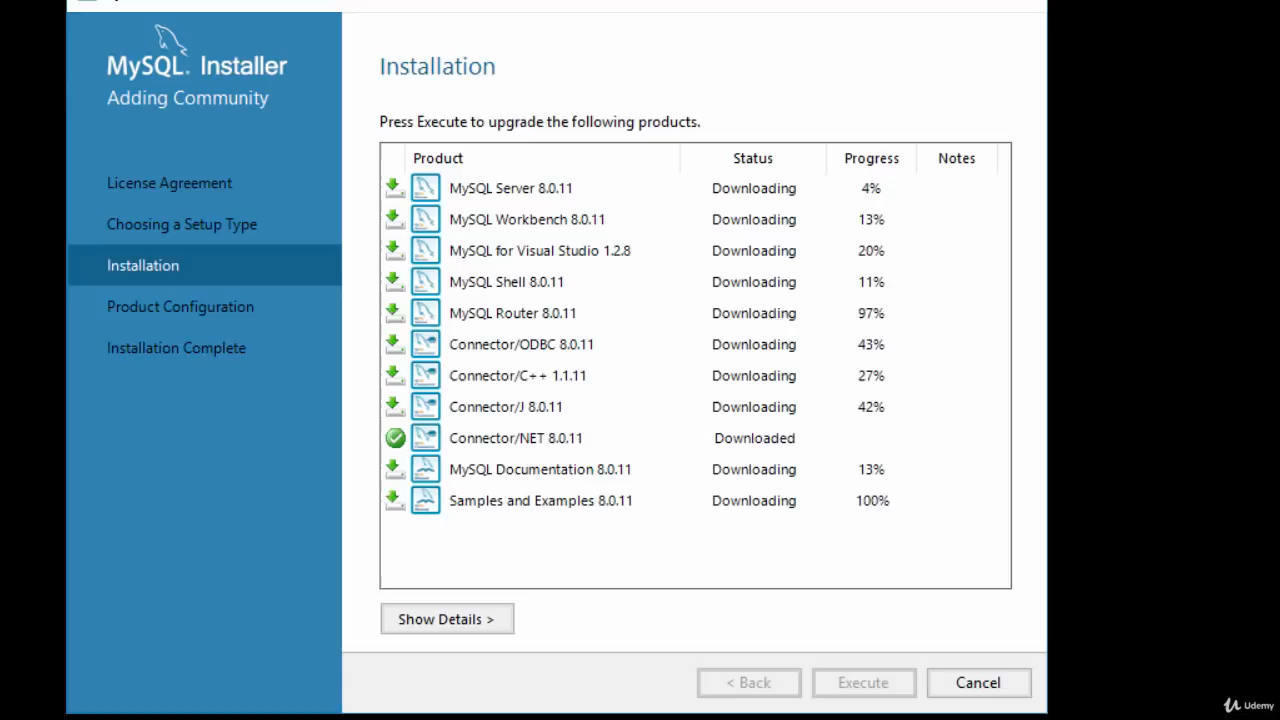 MySQL. Installer
Adding Community
License Agreement
Choosing a Setup Type
Installation
Product Configuration
Installation Complete
Installation
Press Execute to upgrade the following products.
Product Status Progress Notes
MySQL Server 8.0.11 Downloading 4%
MySQL Workbench 8.0.11 Downloading 13%
MySQL for Visual Studio 1.2.8 Downloading 20%
MySQL Shell 8.0.11 Downloading 11%
MySQL Router 8.0.11 Downloading 97%
Connector/ODBC 8.0.11 Downloading 43%
Connector/C++ 1.1.11 Downloading 27%
Connector/J 8.0.11 Downloading 42%
Connector/NET 8.0.11 Downloaded
MySQL Documentation 8.0.11 Downloading 13%
Samples and Examples 8.0.11 Downloading 100%
Show Details >
< Back Execute Cancel
Udemy